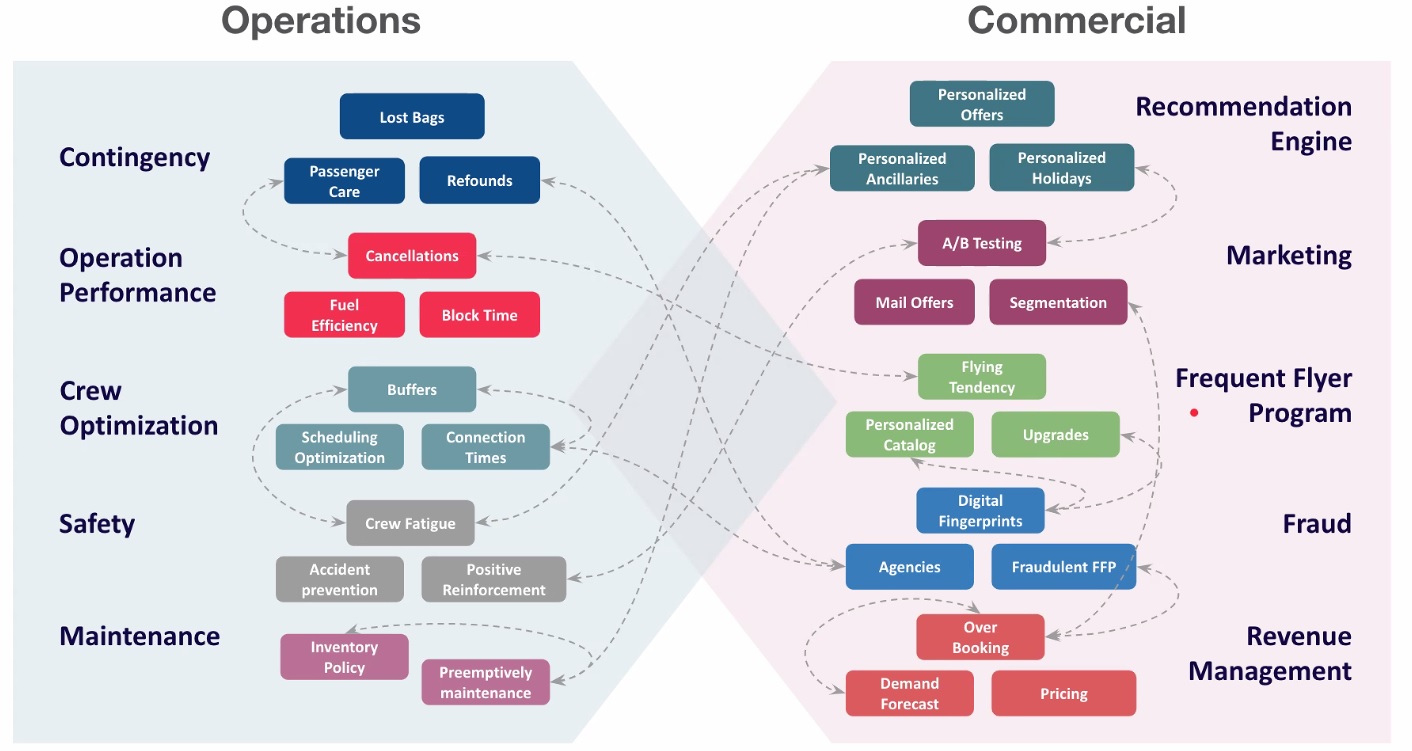 Operations
Commercial
Contingency
Lost Bags
Passenger
Care
Refounds
Operation
Performance
Cancellations
Fuel
Efficiency
Block Time
Crew
Optimization
Buffers
Scheduling
Optimization
Connection
Times
Safety
Crew Fatigue
Accident
prevention
Positive
Reinforcement
Maintenance
Inventory
Policy
Preemptively
maintenance
Personalized
Offers
Personalized
Ancillaries
Personalized
Holidays
Recommendation
Engine
A/B Testing
Mail Offers
Segmentation
Marketing
Flying
Tendency
Personalized
Catalog
Upgrades
Frequent Flyer
Program
Digital
Fingerprints
Agencies
Fraudulent FFP
Fraud
Over
Booking
Demand
Forecast
Pricing
Revenue
Management